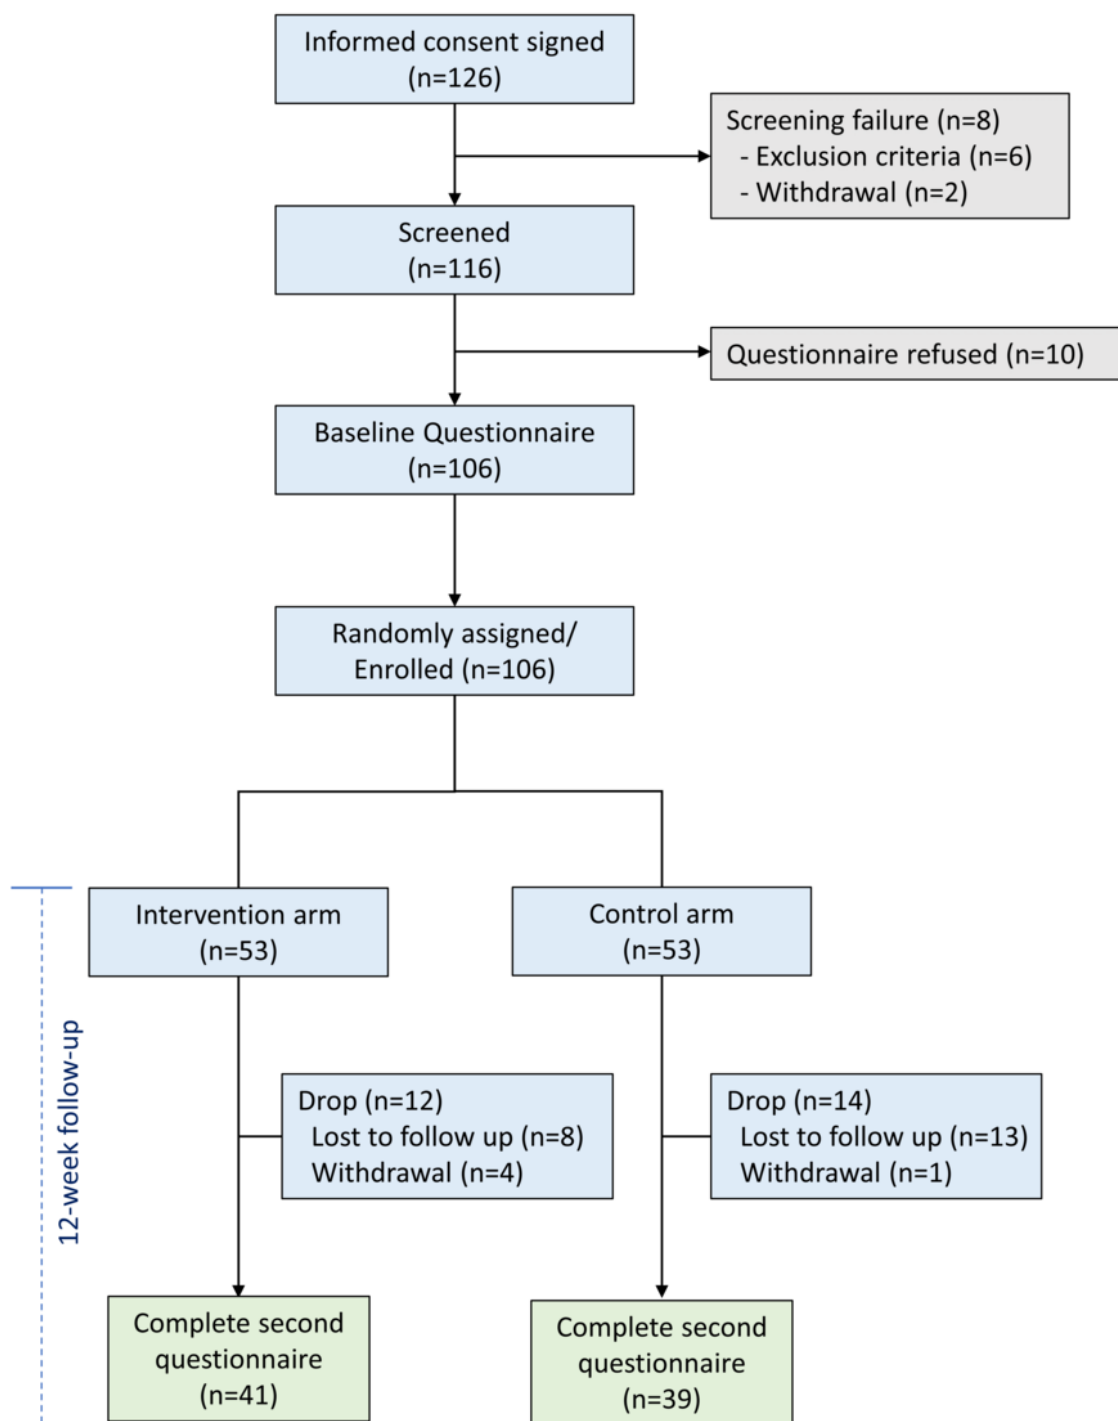 Informed consent signed
(n=126)
Screening failure (n=8)
- Exclusion criteria (n=6)
- Withdrawal (n=2)
Screened
(n=116)
Questionnaire refused (n=10)
Baseline Questionnaire
(n=106)
Randomly assigned/
Enrolled (n=106)
Intervention arm
(n=53)
Control arm
(n=53)
12-week follow-up
Drop (n=12)
Lost to follow up (n=8)
Withdrawal (n=4)
Drop (n=14)
Lost to follow up (n=13)
Withdrawal (n=1)
Complete second
questionnaire
(n=41)
Complete second
questionnaire
(n=39)